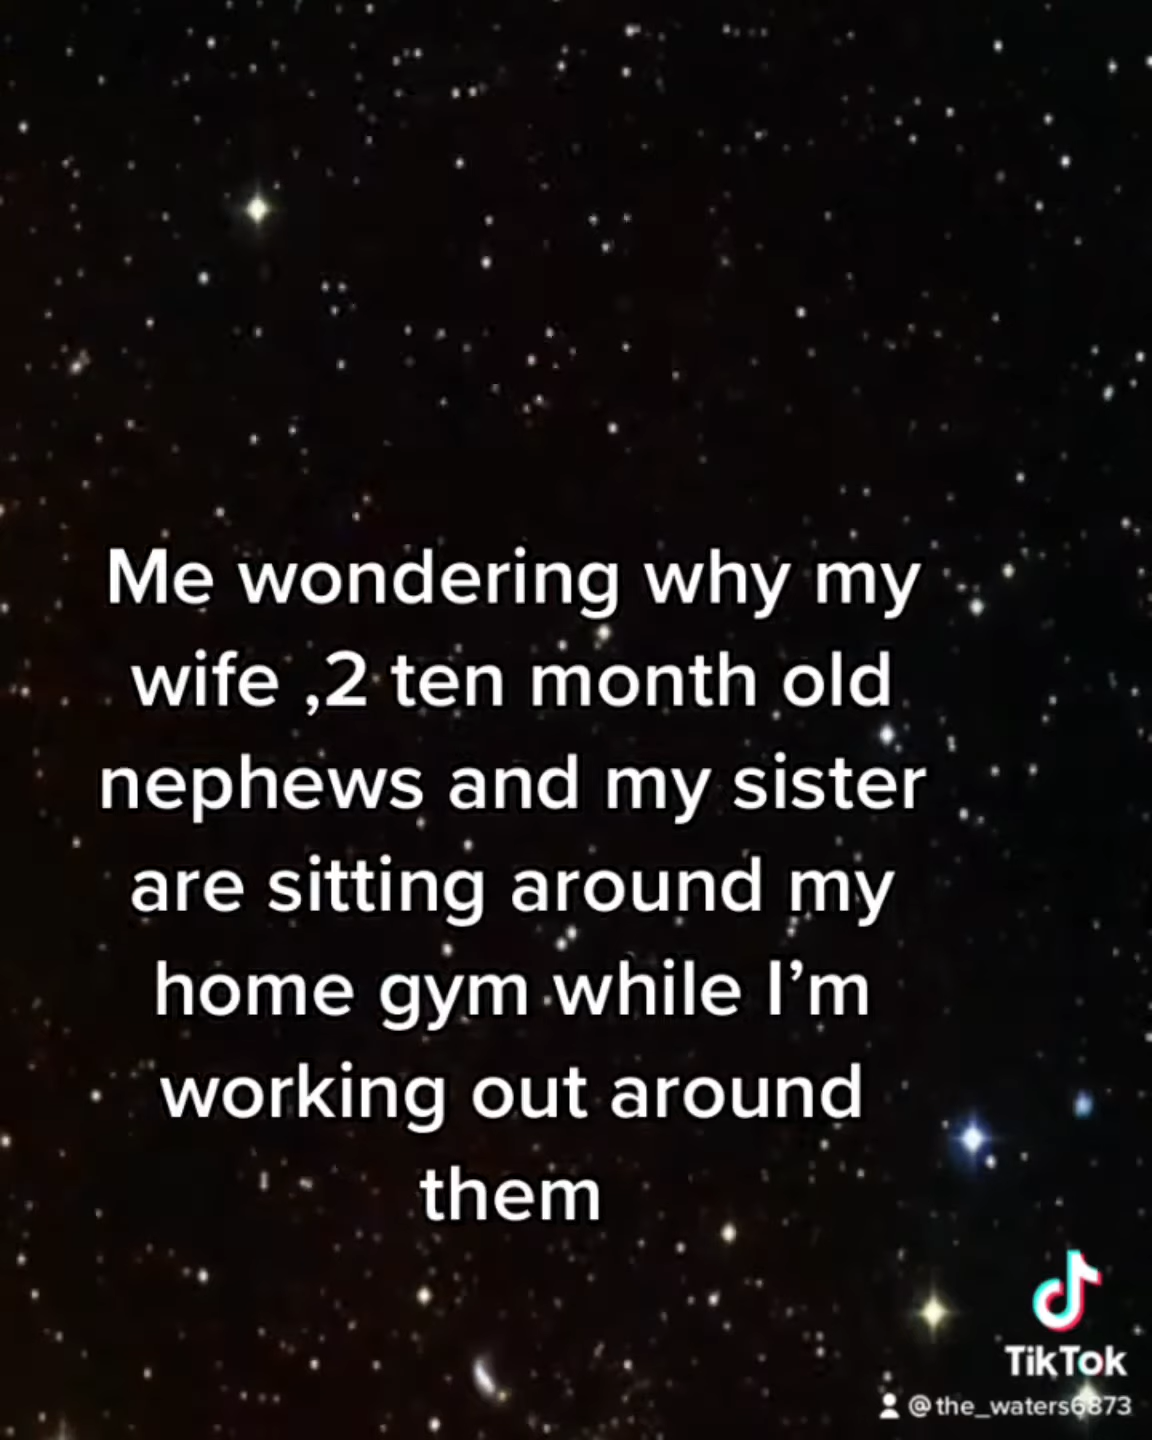 Me wondering why my
wife ,2 ten month old
nephews and my sister
are sitting around my
home gym while I’m
working out around
them
TikTok
@the_waters6873